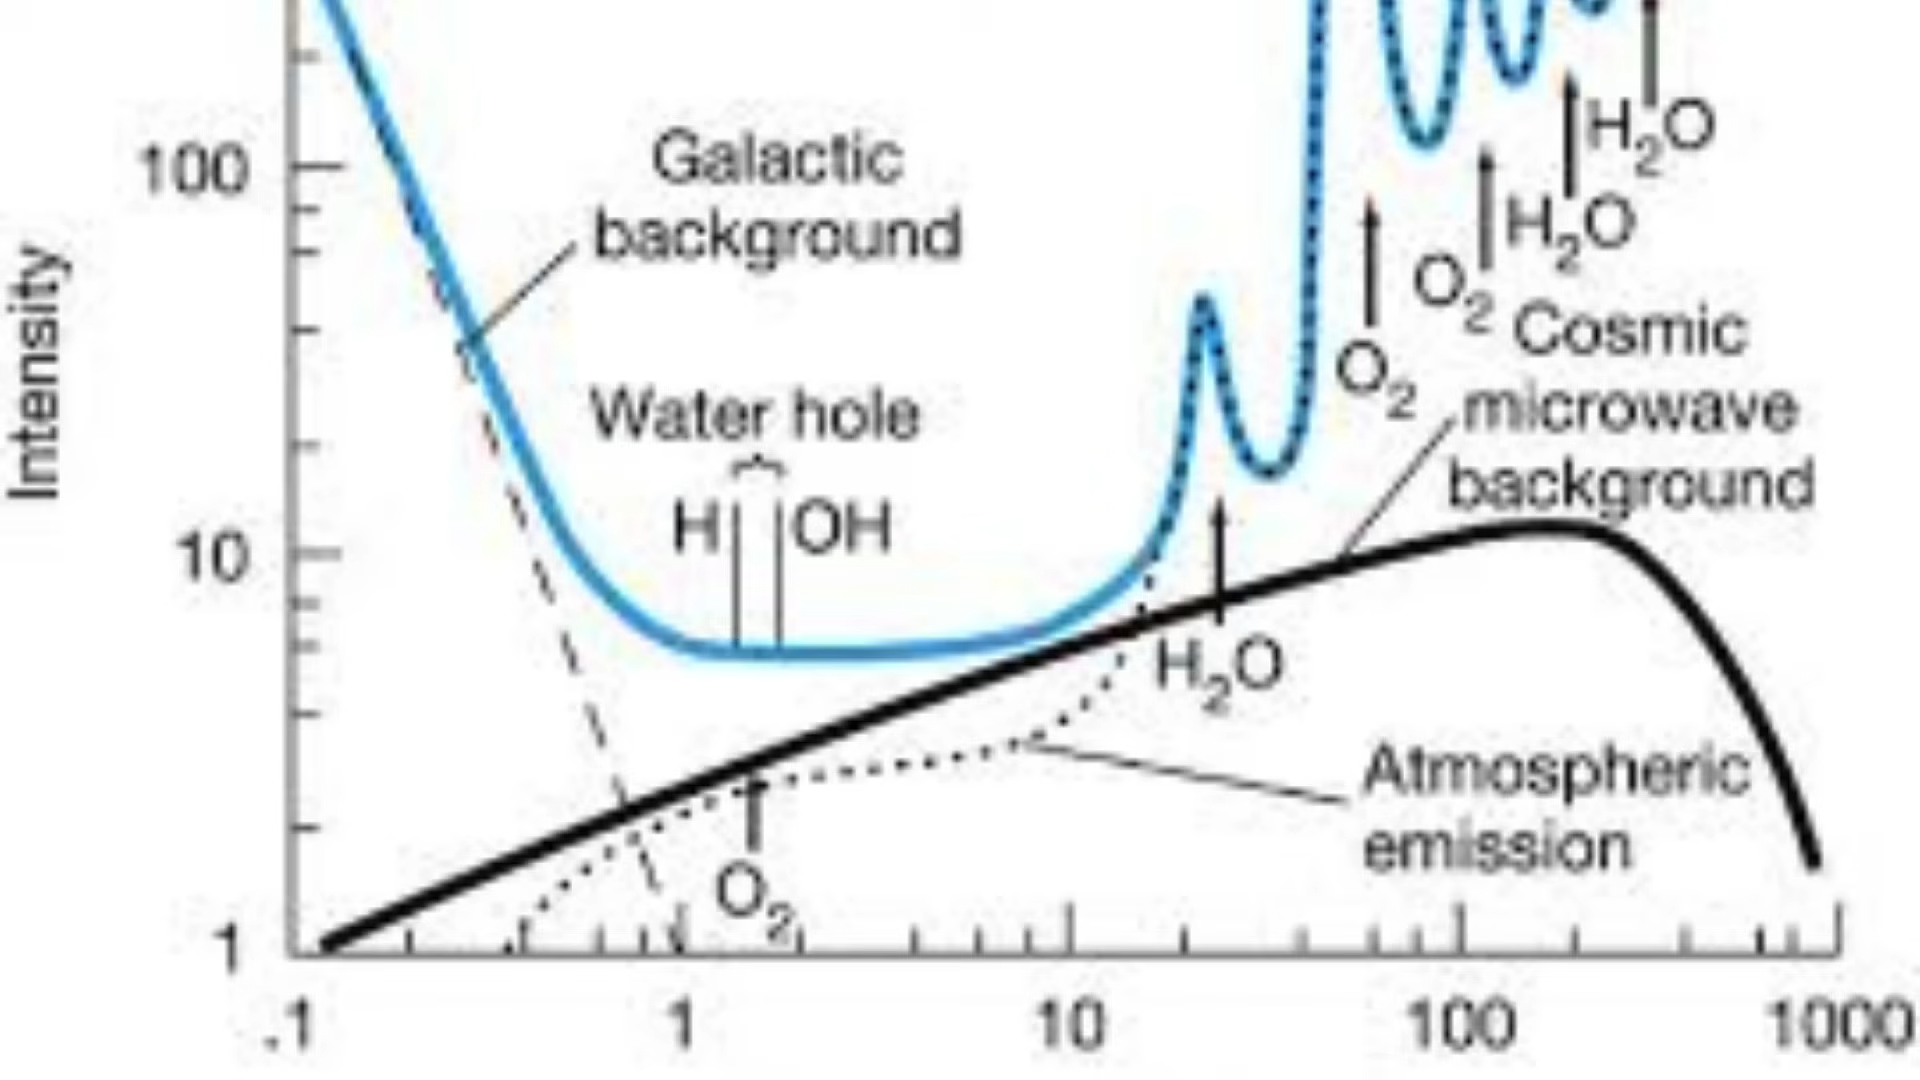 Intensity
100
10
1
.1
1
10
100
1000
Galactic
background
Water hole
H
OH
O₂
H₂O
O₂
O₂
H₂O
H₂O
Cosmic
microwave
background
Atmospheric
emission